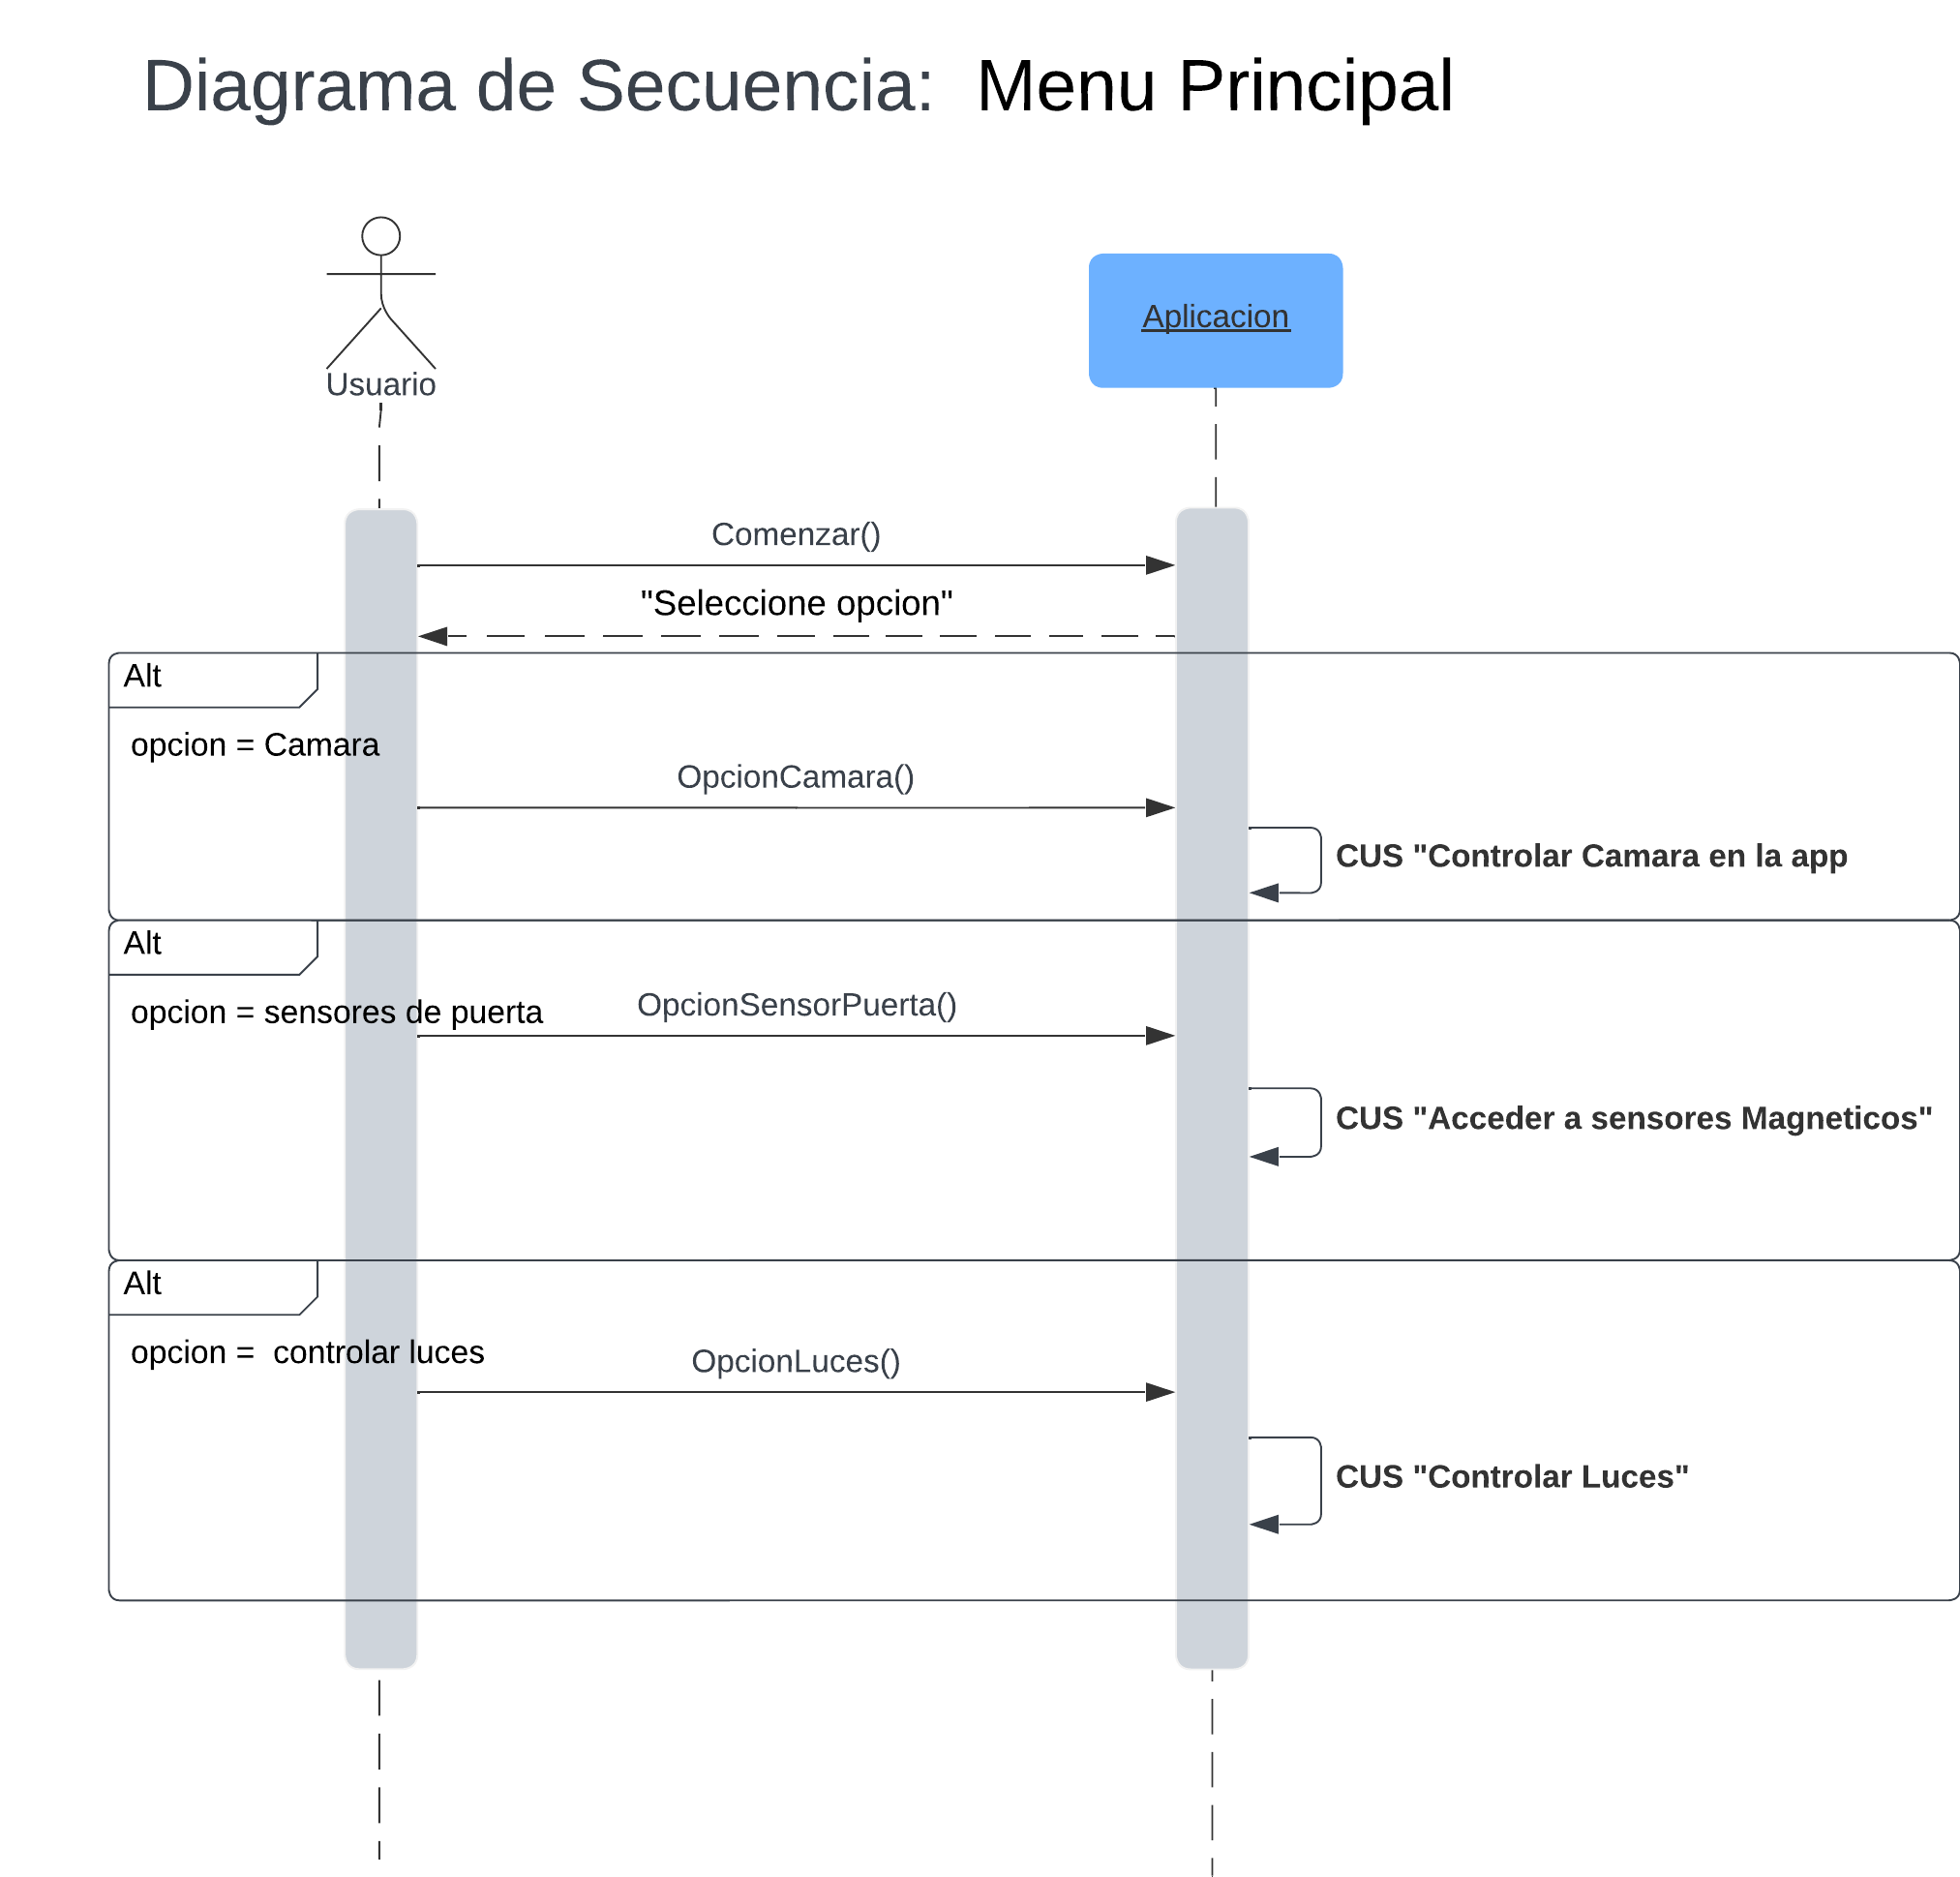 Diagrama de Secuencia:  Menu Principal
Usuario
Aplicacion
Comenzar()
"Seleccione opcion"
Alt
opcion = Camara
OpcionCamara()
CUS "Controlar Camara en la app
Alt
opcion = sensores de puerta
OpcionSensorPuerta()
CUS "Acceder a sensores Magneticos"
Alt
opcion =  controlar luces
OpcionLuces()
CUS "Controlar Luces"